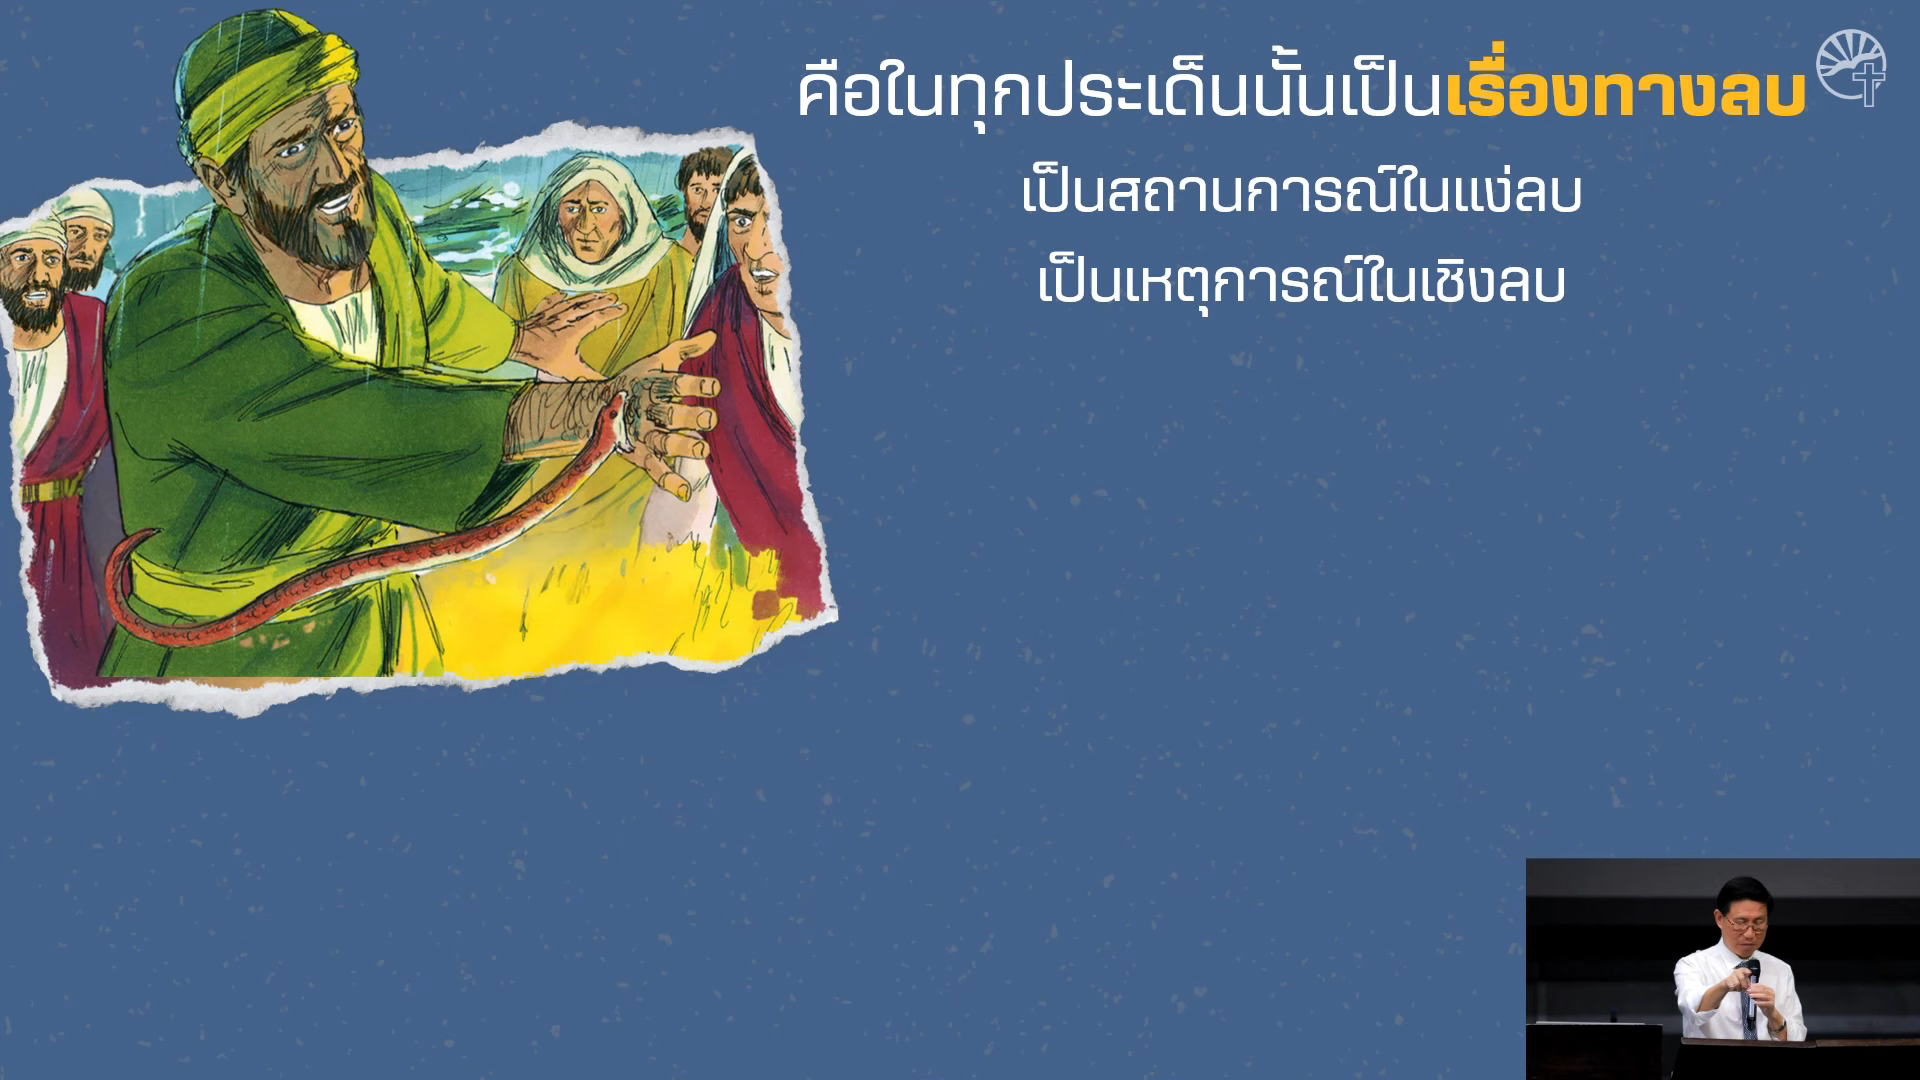 คือในทุกประเด็นนั้นเป็นเรื่องทางลบ
เป็นสถานการณ์ในแง่ลบ
เป็นเหตุการณ์ในเชิงลบ